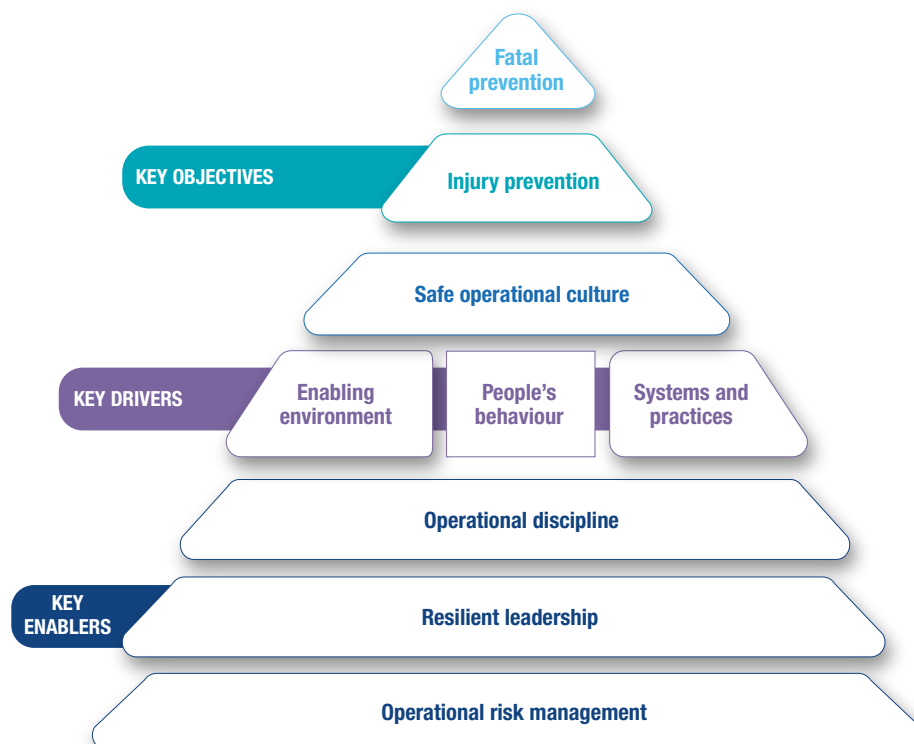 Fatal
prevention
KEY OBJECTIVES
Injury prevention
Safe operational culture
KEY DRIVERS
Enabling
environment
People's
behaviour
Systems and
practices
Operational discipline
KEY
ENABLERS
Resilient leadership
Operational risk management